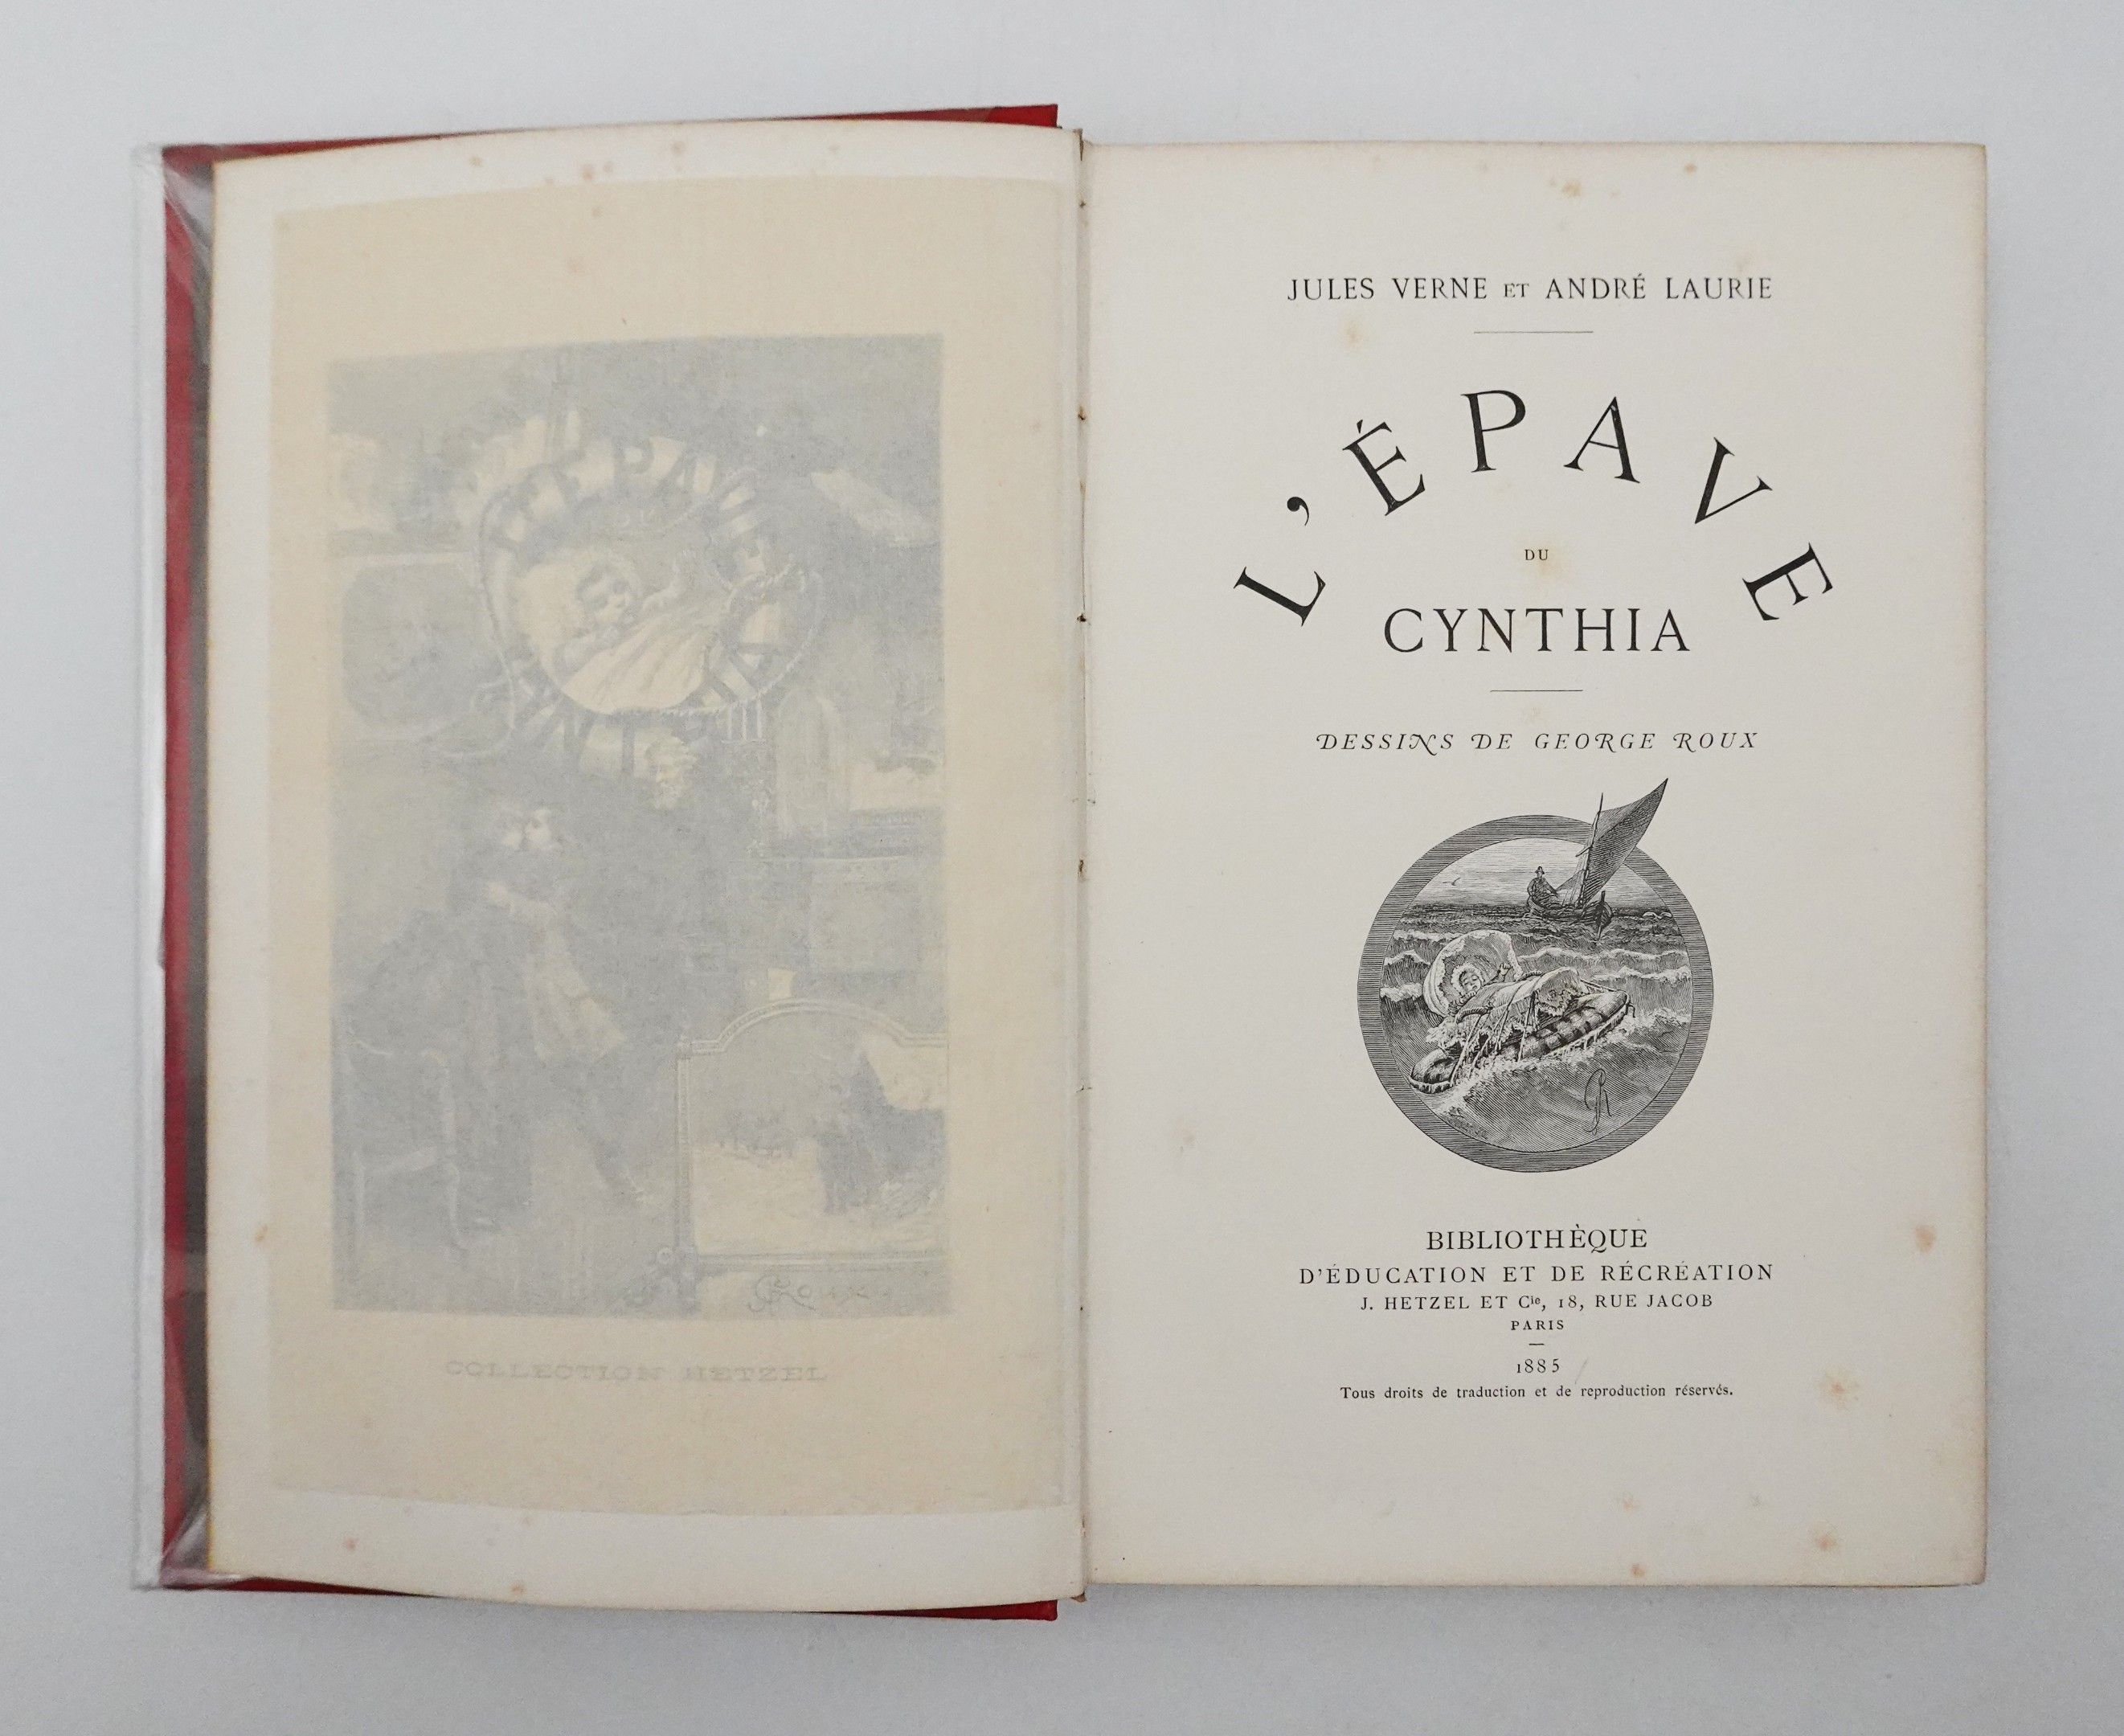 COLLECTION HETZEL
JULES VERNE ET ANDRÉ LAURIE
L'ÉPAVE
DU
CYNTHIA
DESSINS DE GEORGE ROUX
GR
BIBLIOTHÈQUE
D'ÉDUCATION ET DE RÉCRÉATION
J. HETZEL ET Cie, 18, RUE JACOB
PARIS
1885
Tous droits de traduction et de reproduction réservés.